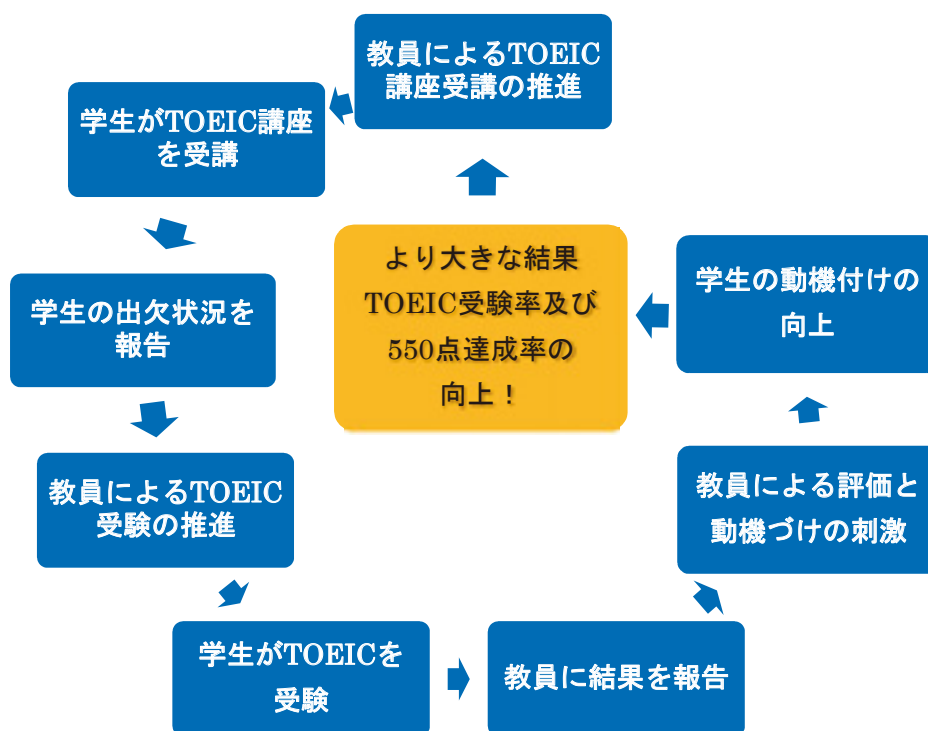 教員によるTOEIC
講座受講の推進
学生がTOEIC講座
を受講
学生の出欠状況を
報告
教員によるTOEIC
受験の推進
学生がTOEICを
受験
教員に結果を報告
教員による評価と
動機づけの刺激
学生の動機付けの
向上
より大きな結果
TOEIC受験率及び
550点達成率の
向上！